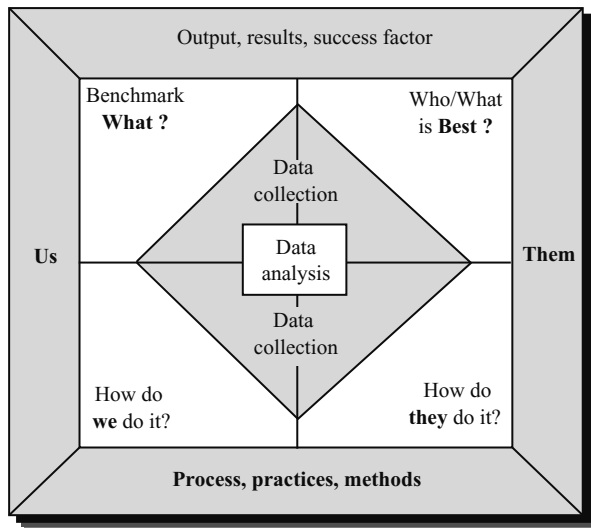 Output, results, success factor
Benchmark
What ?
Who/What
is Best ?
Data
collection
Us
Data
analysis
Them
Data
collection
How do
we do it?
How do
they do it?
Process, practices, methods